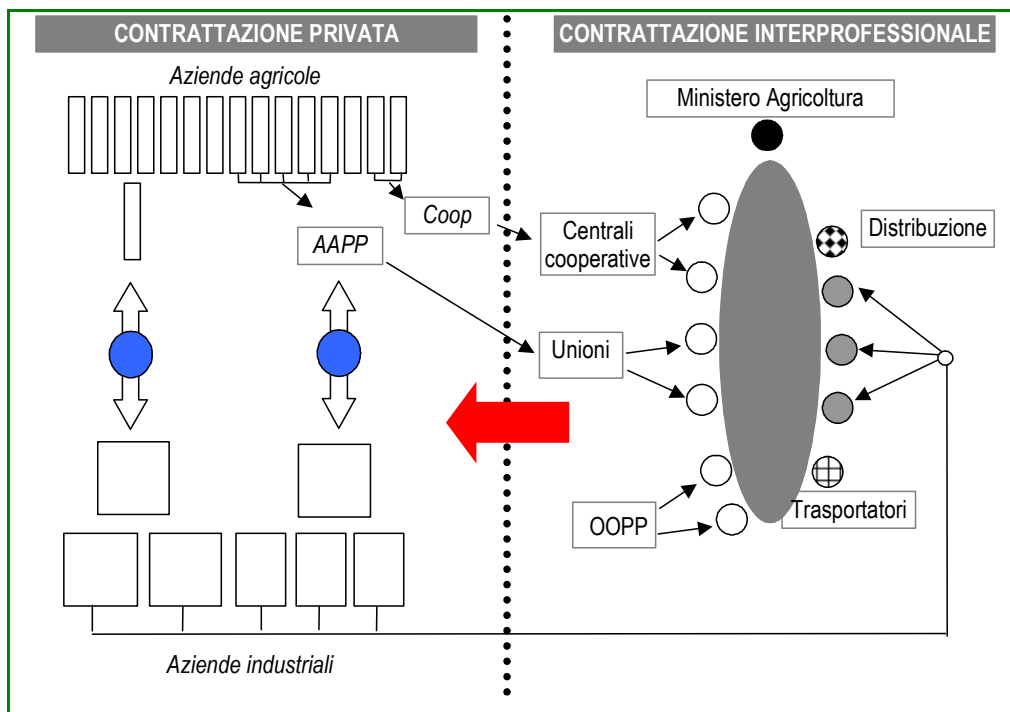 CONTRATTAZIONE PRIVATA
CONTRATTAZIONE INTERPROFESSIONALE
Aziende agricole
Ministero Agricoltura
Coop
AAPP
Centrali
cooperative
Distribuzione
Unioni
OOPP
Trasportatori
Aziende industriali